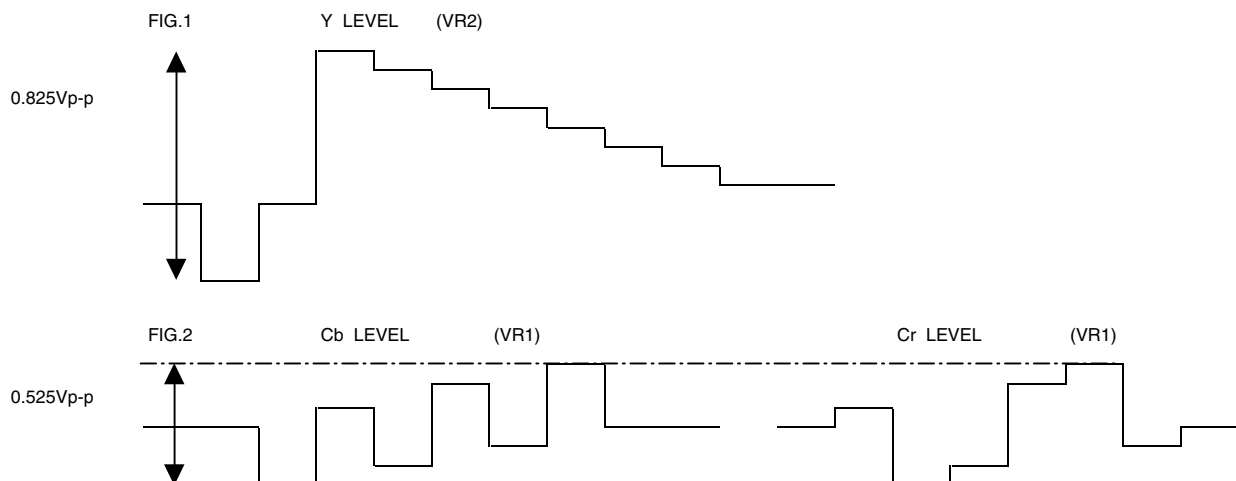 FIG.1 Y LEVEL (VR2)
0.825Vp-p
FIG.2 Cb LEVEL (VR1) Cr LEVEL (VR1)
0.525Vp-p